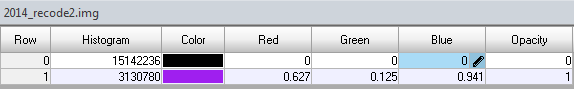 2014_recode2.img
Row Histogram Color Red Green Blue Opacity
0 15142236 0 0 0 0
1 3130780 0.627 0.125 0.941 1